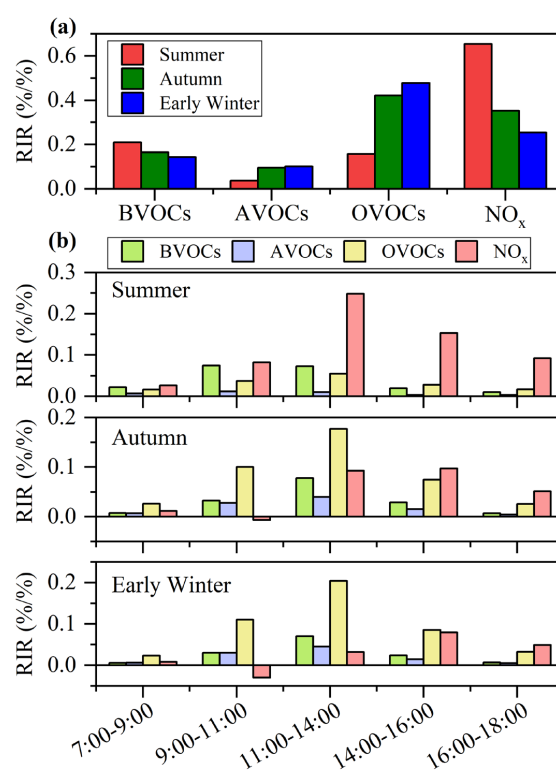 (a)
RIR (%/%)
0.6
0.4
0.2
0.0
Summer
Autumn
Early Winter
BVOCs AVOCs OVOCs NOx
(b)
BVOCs AVOCs OVOCs NOx
RIR (%/%)
0.3
0.2
0.1
0.0
Summer
RIR (%/%)
0.2
0.1
0.0
Autumn
RIR (%/%)
0.2
0.1
0.0
Early Winter
7:00-9:00 9:00-11:00 11:00-14:00 14:00-16:00 16:00-18:00